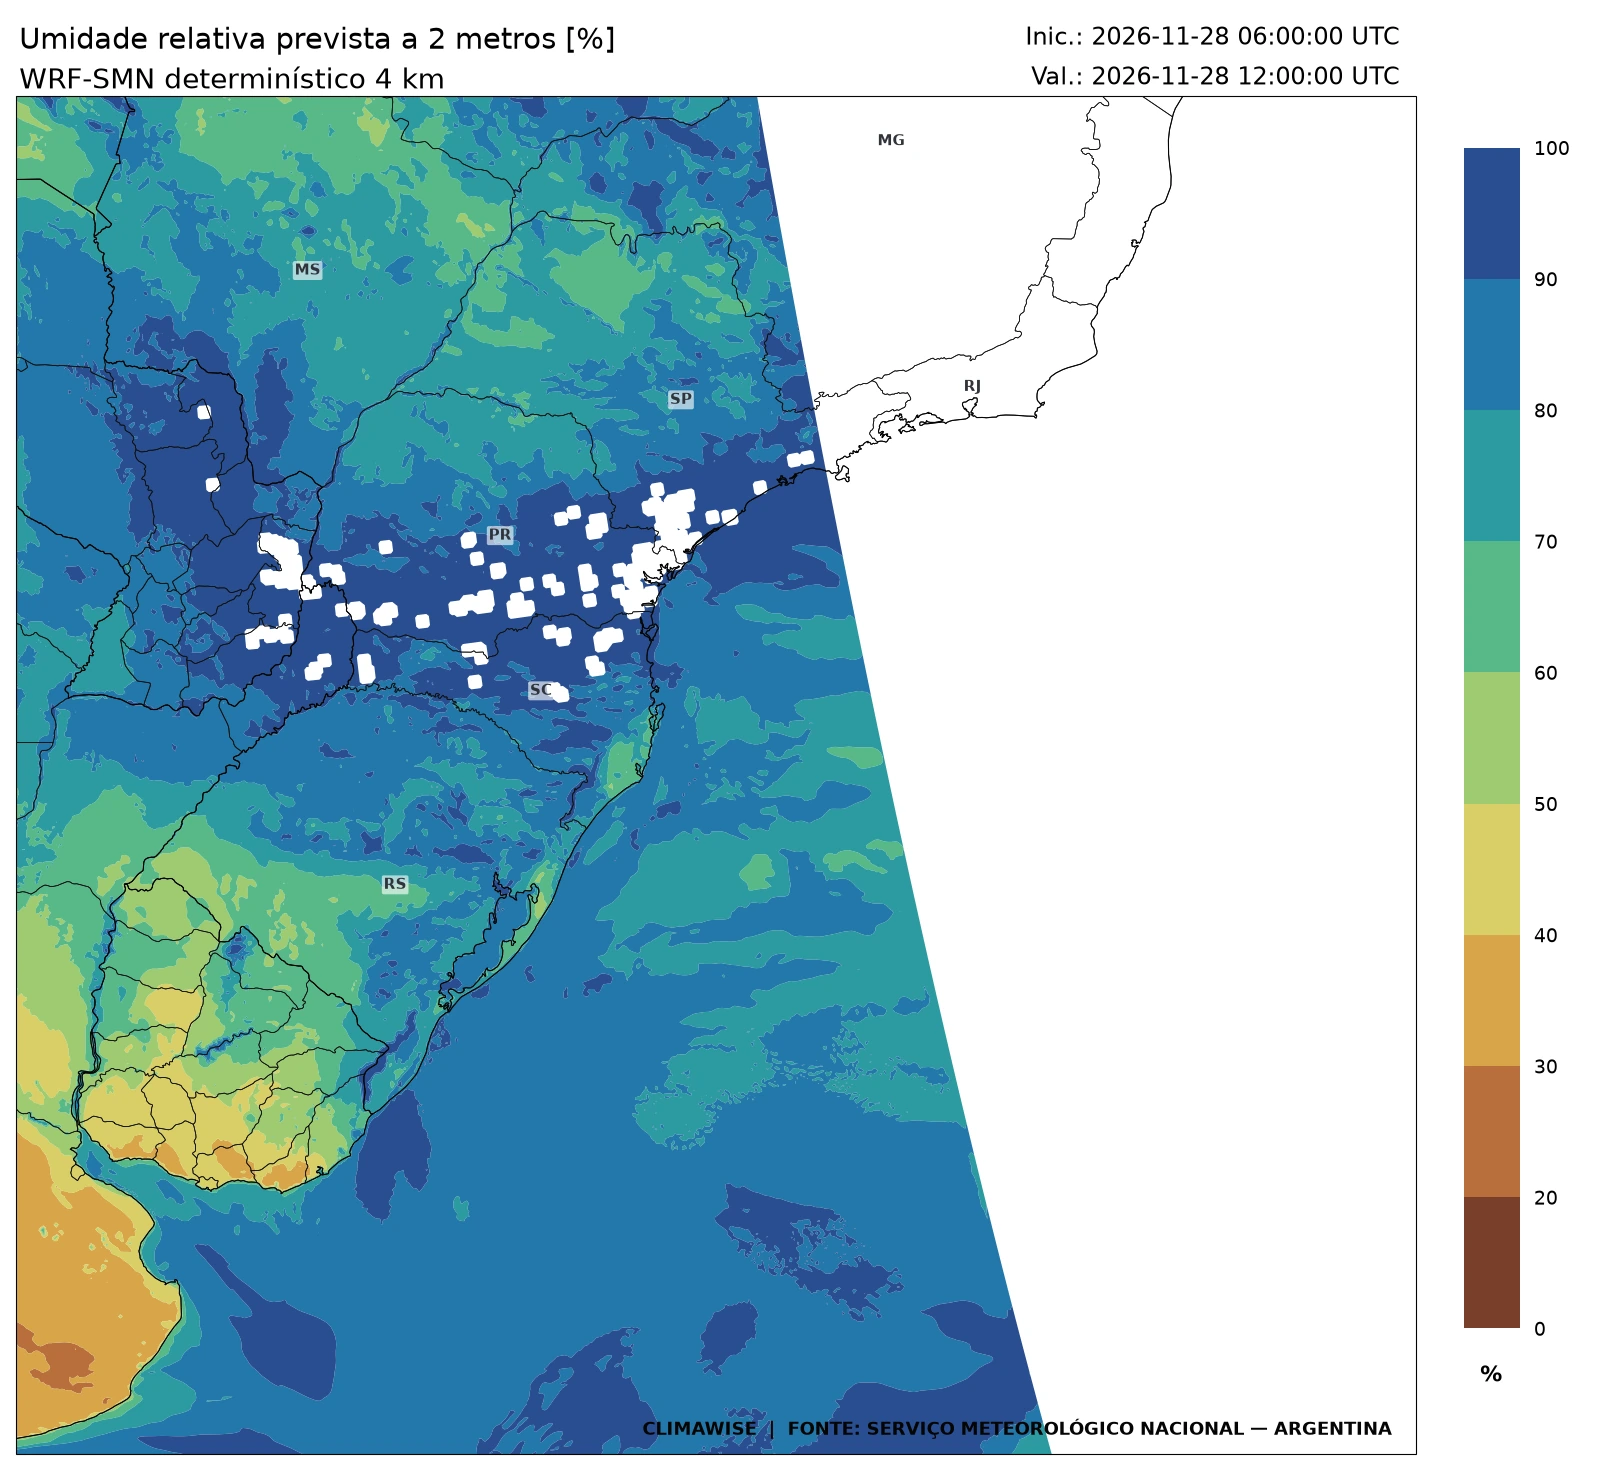 Umidade relativa prevista a 2 metros [%]
WRF-SMN determinístico 4 km
Inic.: 2026-11-28 06:00:00 UTC
Val.: 2026-11-28 12:00:00 UTC
MG
MS
RJ
SP
PR
SC
RS
100
90
80
70
60
50
40
30
20
0
%
CLIMAWISE | FONTE: SERVIÇO METEOROLÓGICO NACIONAL — ARGENTINA